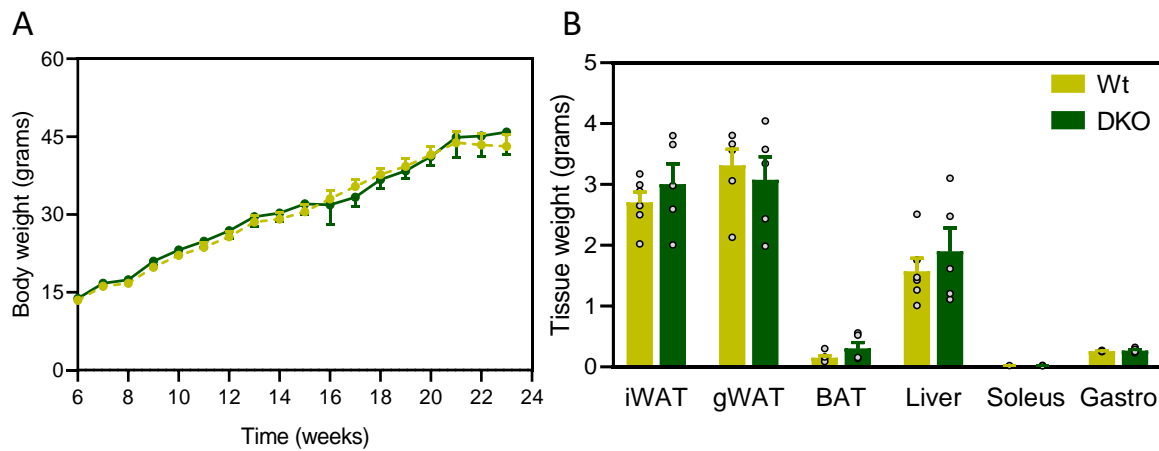 A
Body weight (grams)
60
45
30
15
0
6 8 10 12 14 16 18 20 22 24
Time (weeks)
B
Tissue weight (grams)
5
4
3
2
1
0
Wt
DKO
iWAT gWAT BAT Liver Soleus Gastro